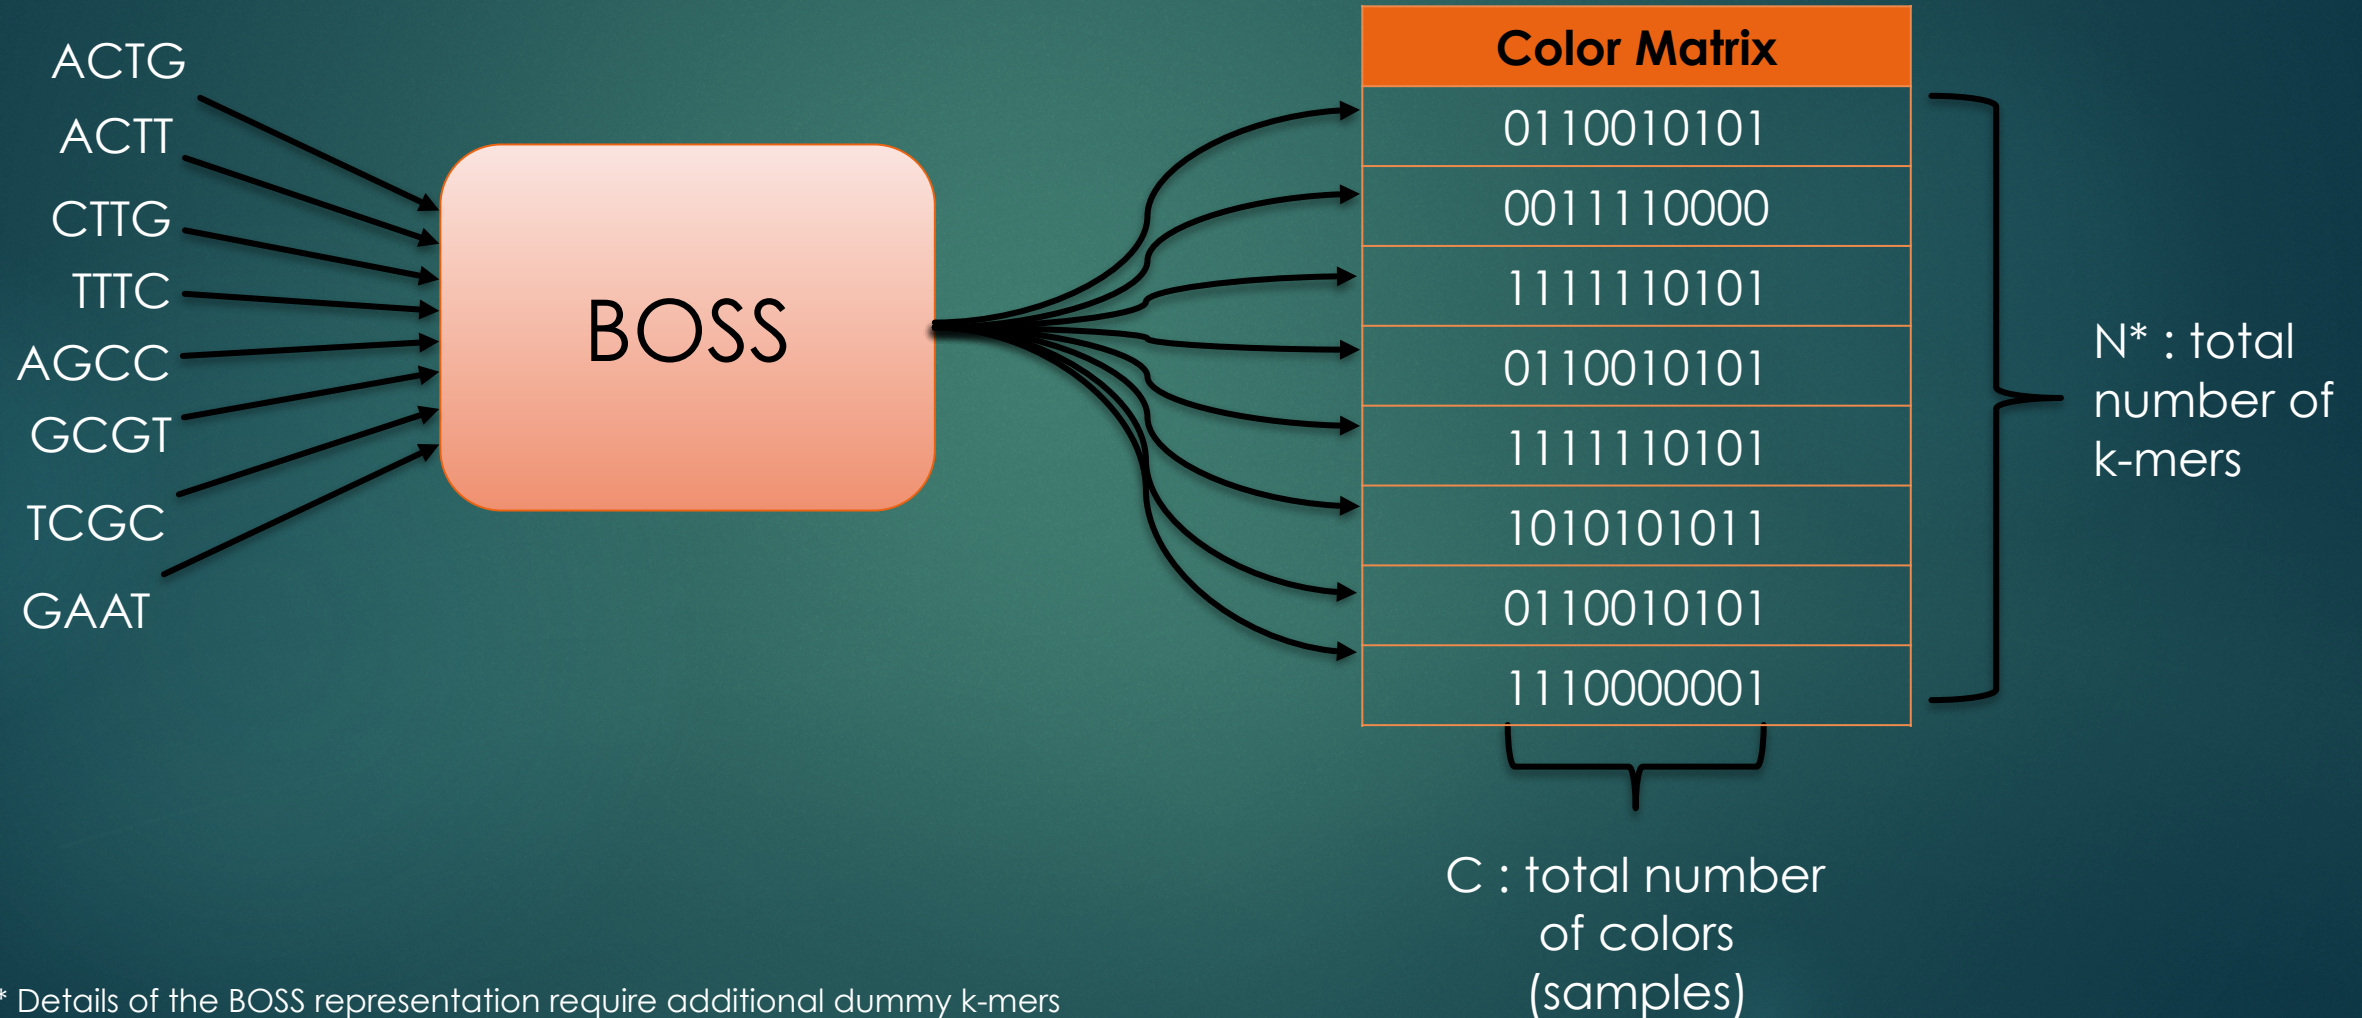 ACTG
ACTT
CTTG
TTTC
AGCC
GCGT
TCGC
GAAT
BOSS
Color Matrix
0110010101
0011110000
1111110101
0110010101
1111110101
1010101011
0110010101
1110000001
N* : total
number of
k-mers
C : total number
of colors
(samples)
* Details of the BOSS representation require additional dummy k-mers